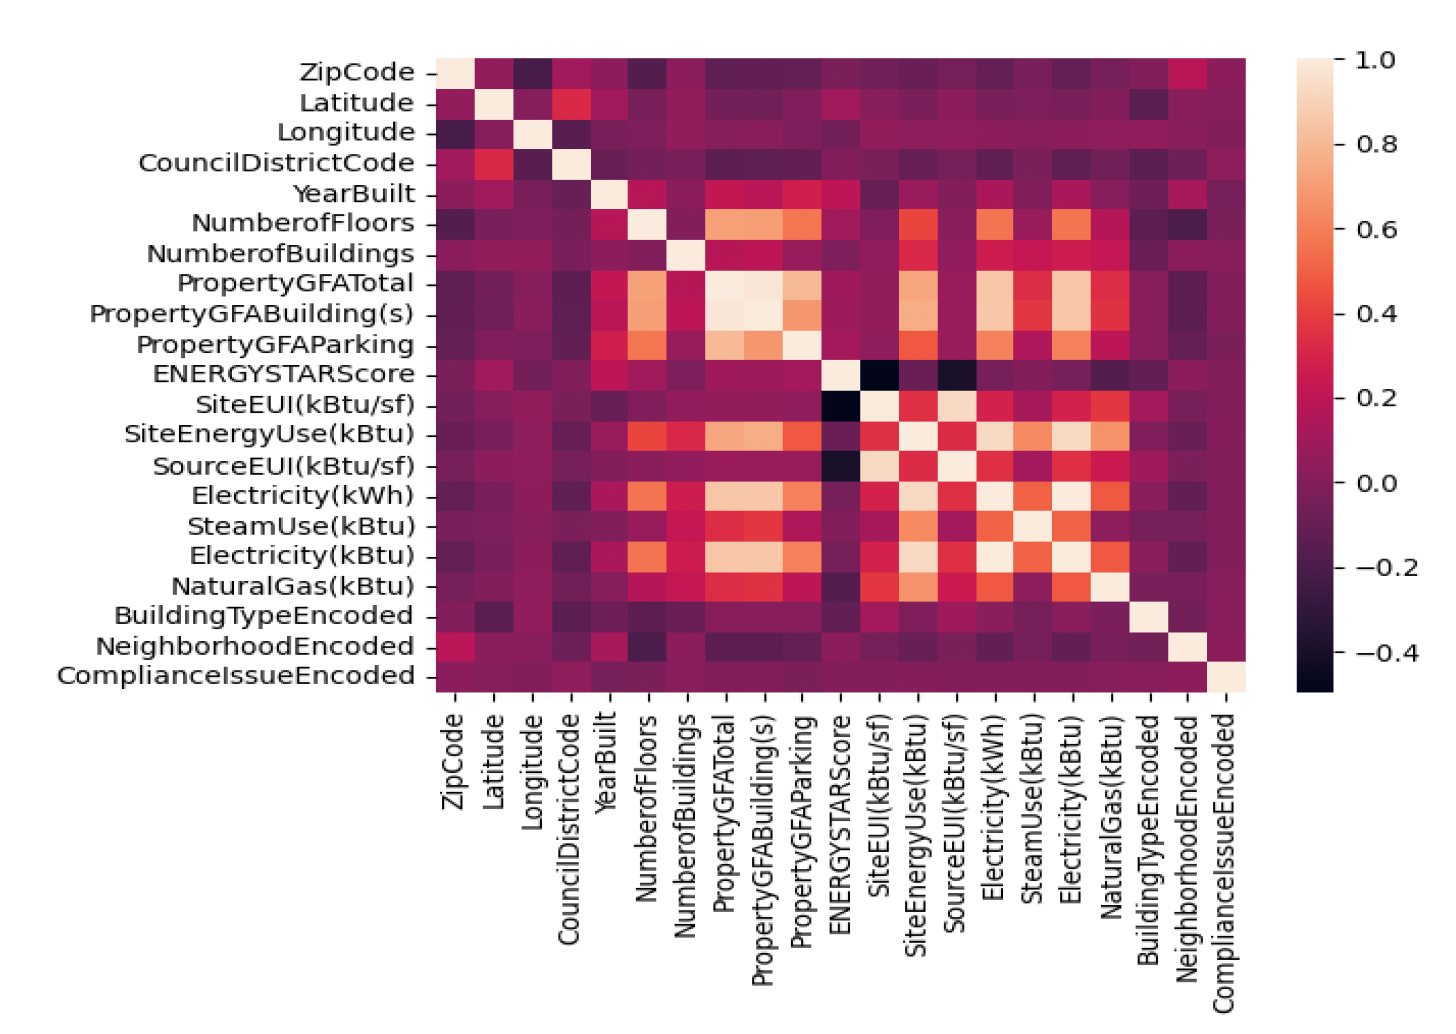 ZipCode
Latitude
Longitude
CouncilDistrictCode
YearBuilt
NumberofFloors
NumberofBuildings
PropertyGFATotal
PropertyGFABuilding(s)
PropertyGFAParking
ENERGYSTARScore
SiteEUI(kBtu/sf)
SiteEnergyUse(kBtu)
SourceEUI(kBtu/sf)
Electricity(kWh)
SteamUse(kBtu)
Electricity(kBtu)
NaturalGas(kBtu)
BuildingTypeEncoded
NeighborhoodEncoded
ComplianceIssueEncoded
ZipCode
Latitude
Longitude
CouncilDistrictCode
YearBuilt
NumberofFloors
NumberofBuildings
PropertyGFATotal
PropertyGFABuilding(s)
PropertyGFAParking
ENERGYSTARScore
SiteEUI(kBtu/sf)
SiteEnergyUse(kBtu)
SourceEUI(kBtu/sf)
Electricity(kWh)
SteamUse(kBtu)
Electricity(kBtu)
NaturalGas(kBtu)
BuildingTypeEncoded
NeighborhoodEncoded
ComplianceIssueEncoded
1.0
0.8
0.6
0.4
0.2
0.0
−0.2
−0.4